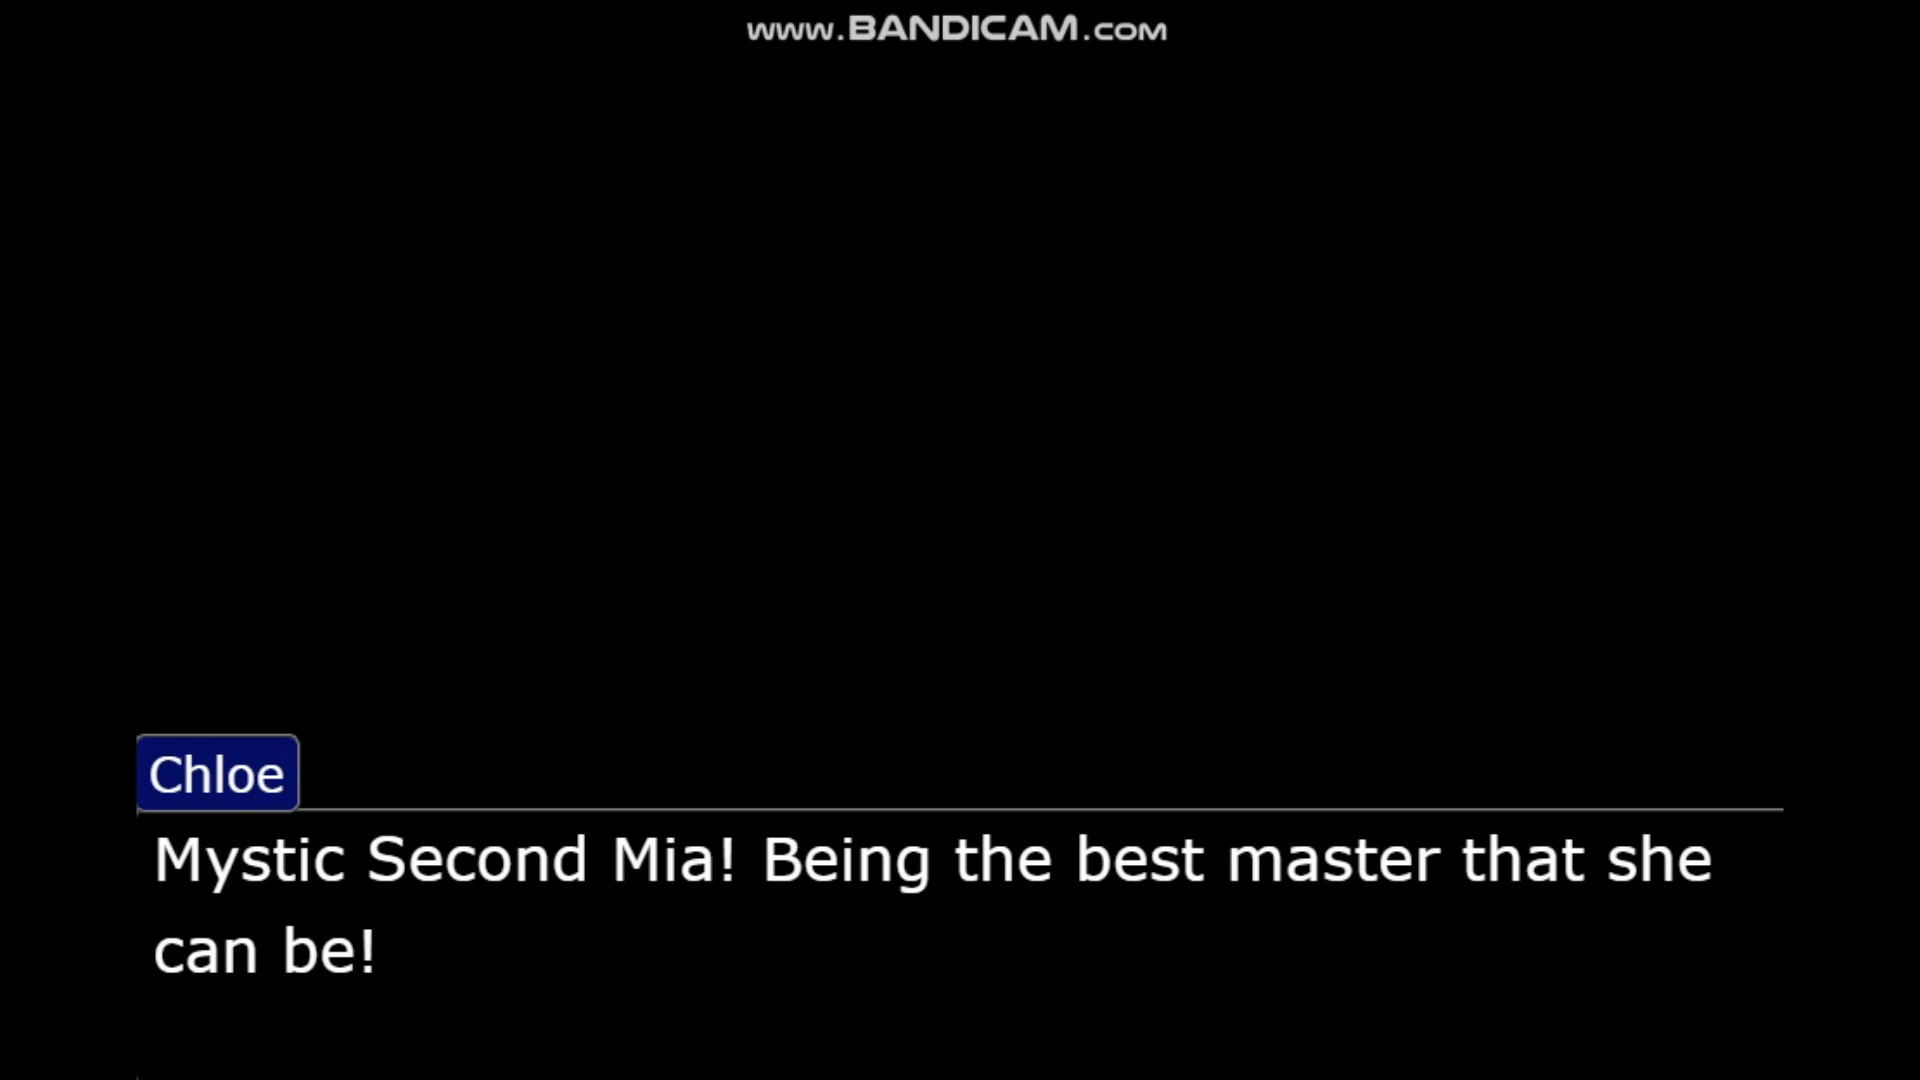 www.BANDICAM.com
Chloe
Mystic Second Mia! Being the best master that she
can be!